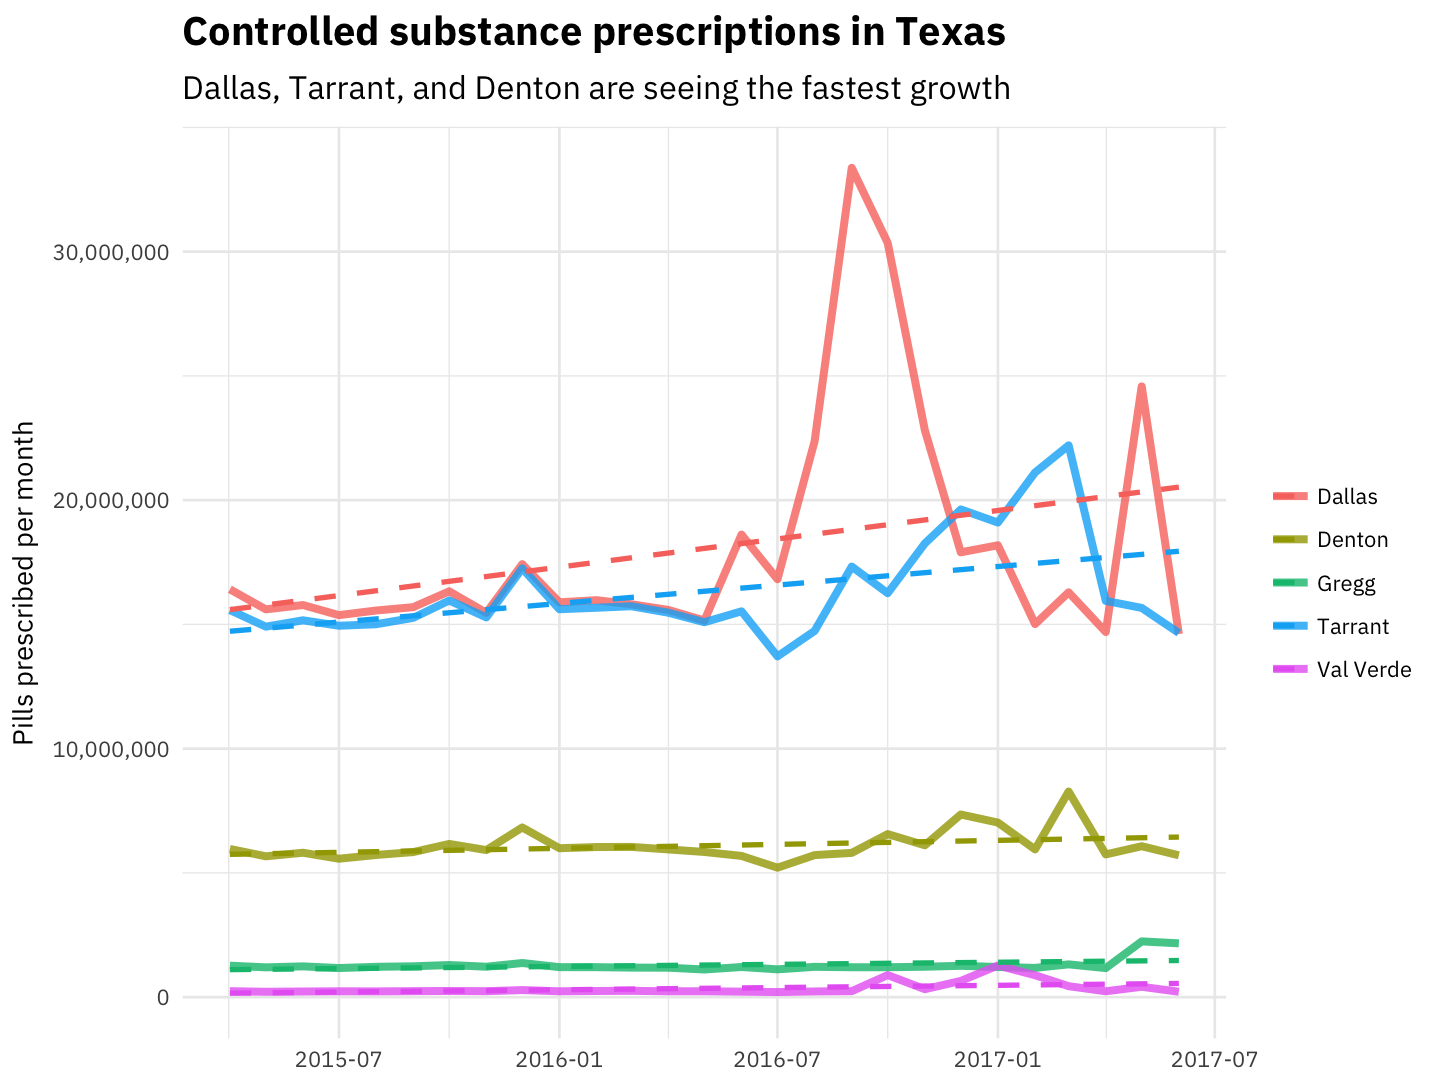 Controlled substance prescriptions in Texas
Dallas, Tarrant, and Denton are seeing the fastest growth
Pills prescribed per month
30,000,000
20,000,000
10,000,000
0
2015-07
2016-01
2016-07
2017-01
2017-07
Dallas
Denton
Gregg
Tarrant
Val Verde